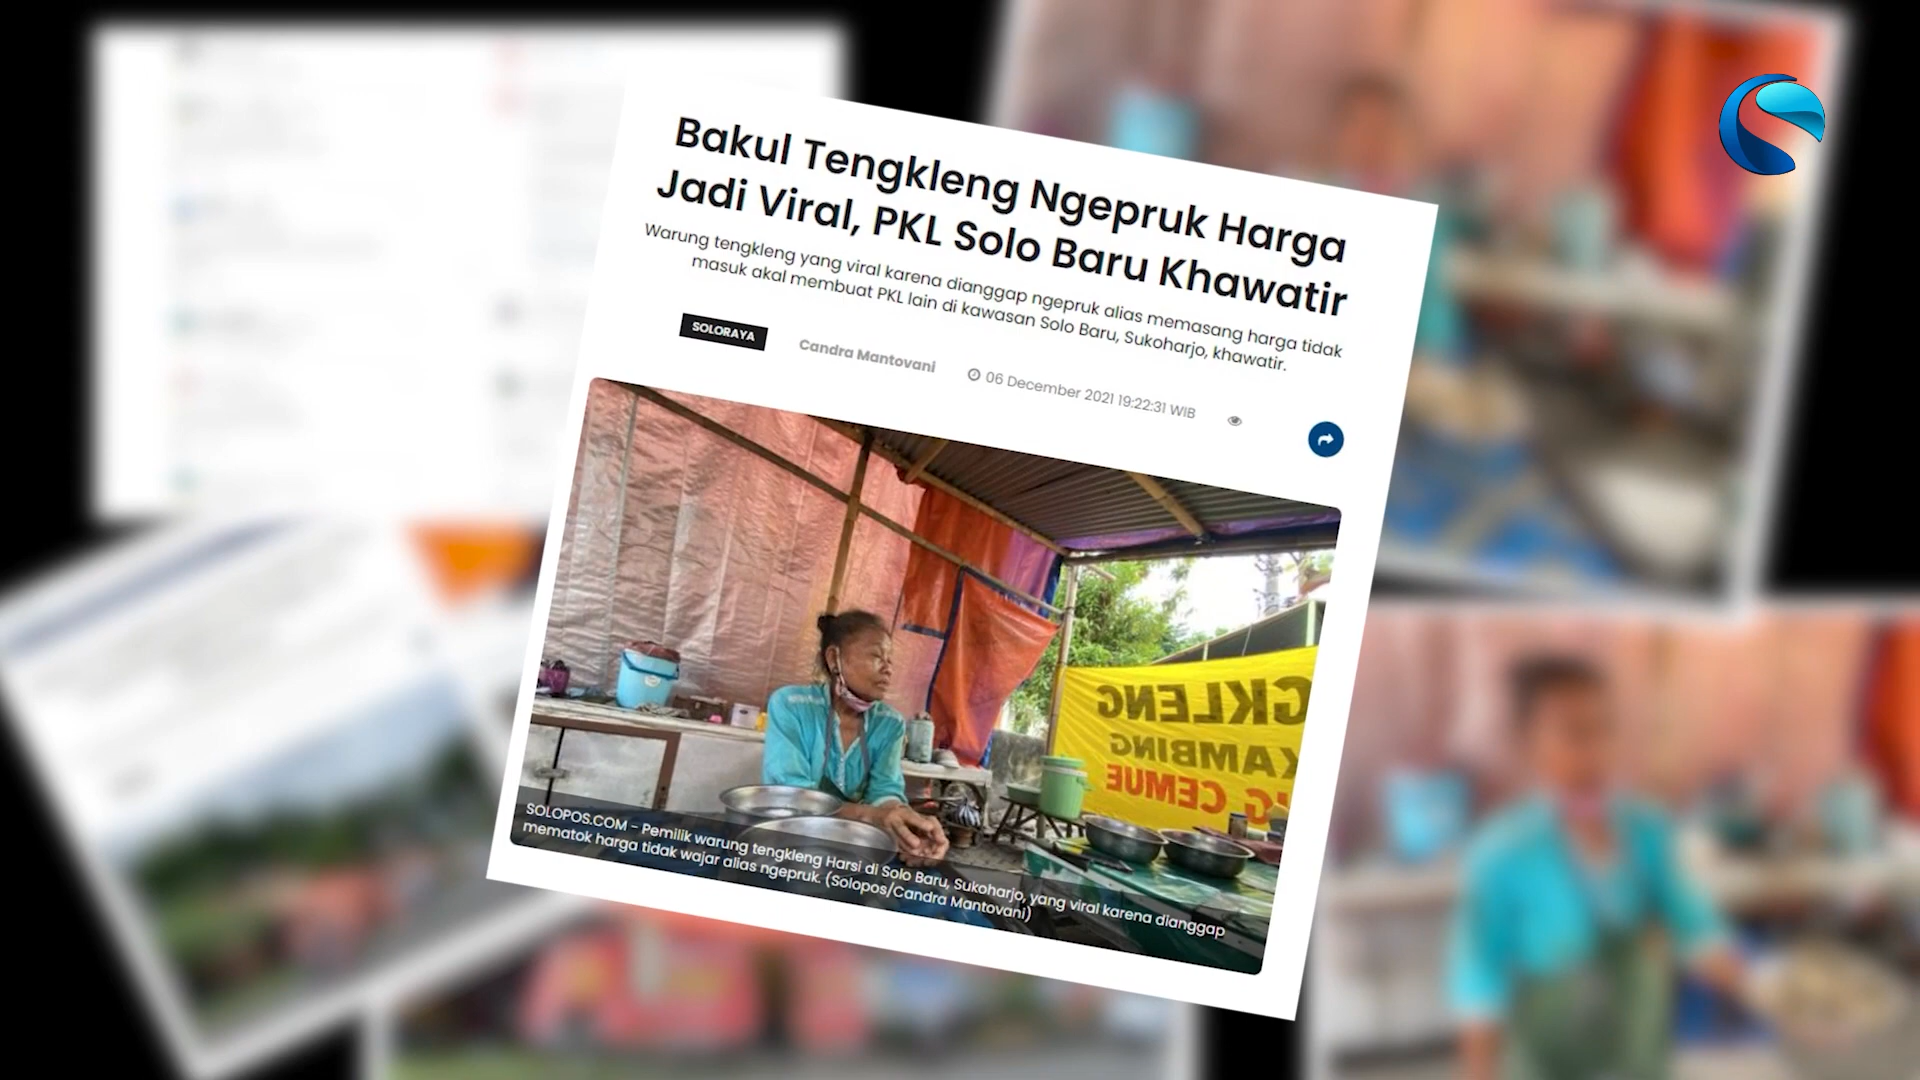 Bakul Tengkleng Ngepruk Harga
Jadi Viral, PKL Solo Baru Khawatir
Warung tengkleng yang viral karena dianggap ngepruk alias memasang harga tidak
masuk akal membuat PKL lain di kawasan Solo Baru, Sukoharjo, khawatir.
SOLORAYA
Candra Mantovani
06 December 2021 19:22:31 WIB
GKLENG
KAMBING
G CEMUE
SOLOPOS.COM - Pemilik warung tengkleng Harsi di Solo Baru, Sukoharjo, yang viral karena dianggap
mematok harga tidak wajar alias ngepruk. (Solopos/Candra Mantovani)